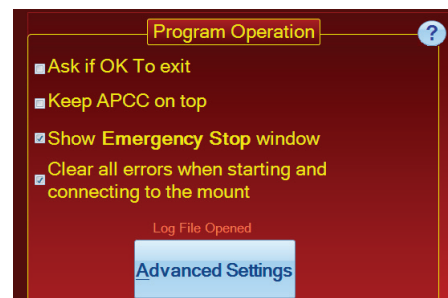 Program Operation
?
Ask if OK To exit
Keep APCC on top
Show Emergency Stop window
Clear all errors when starting and
connecting to the mount
Log File Opened
Advanced Settings